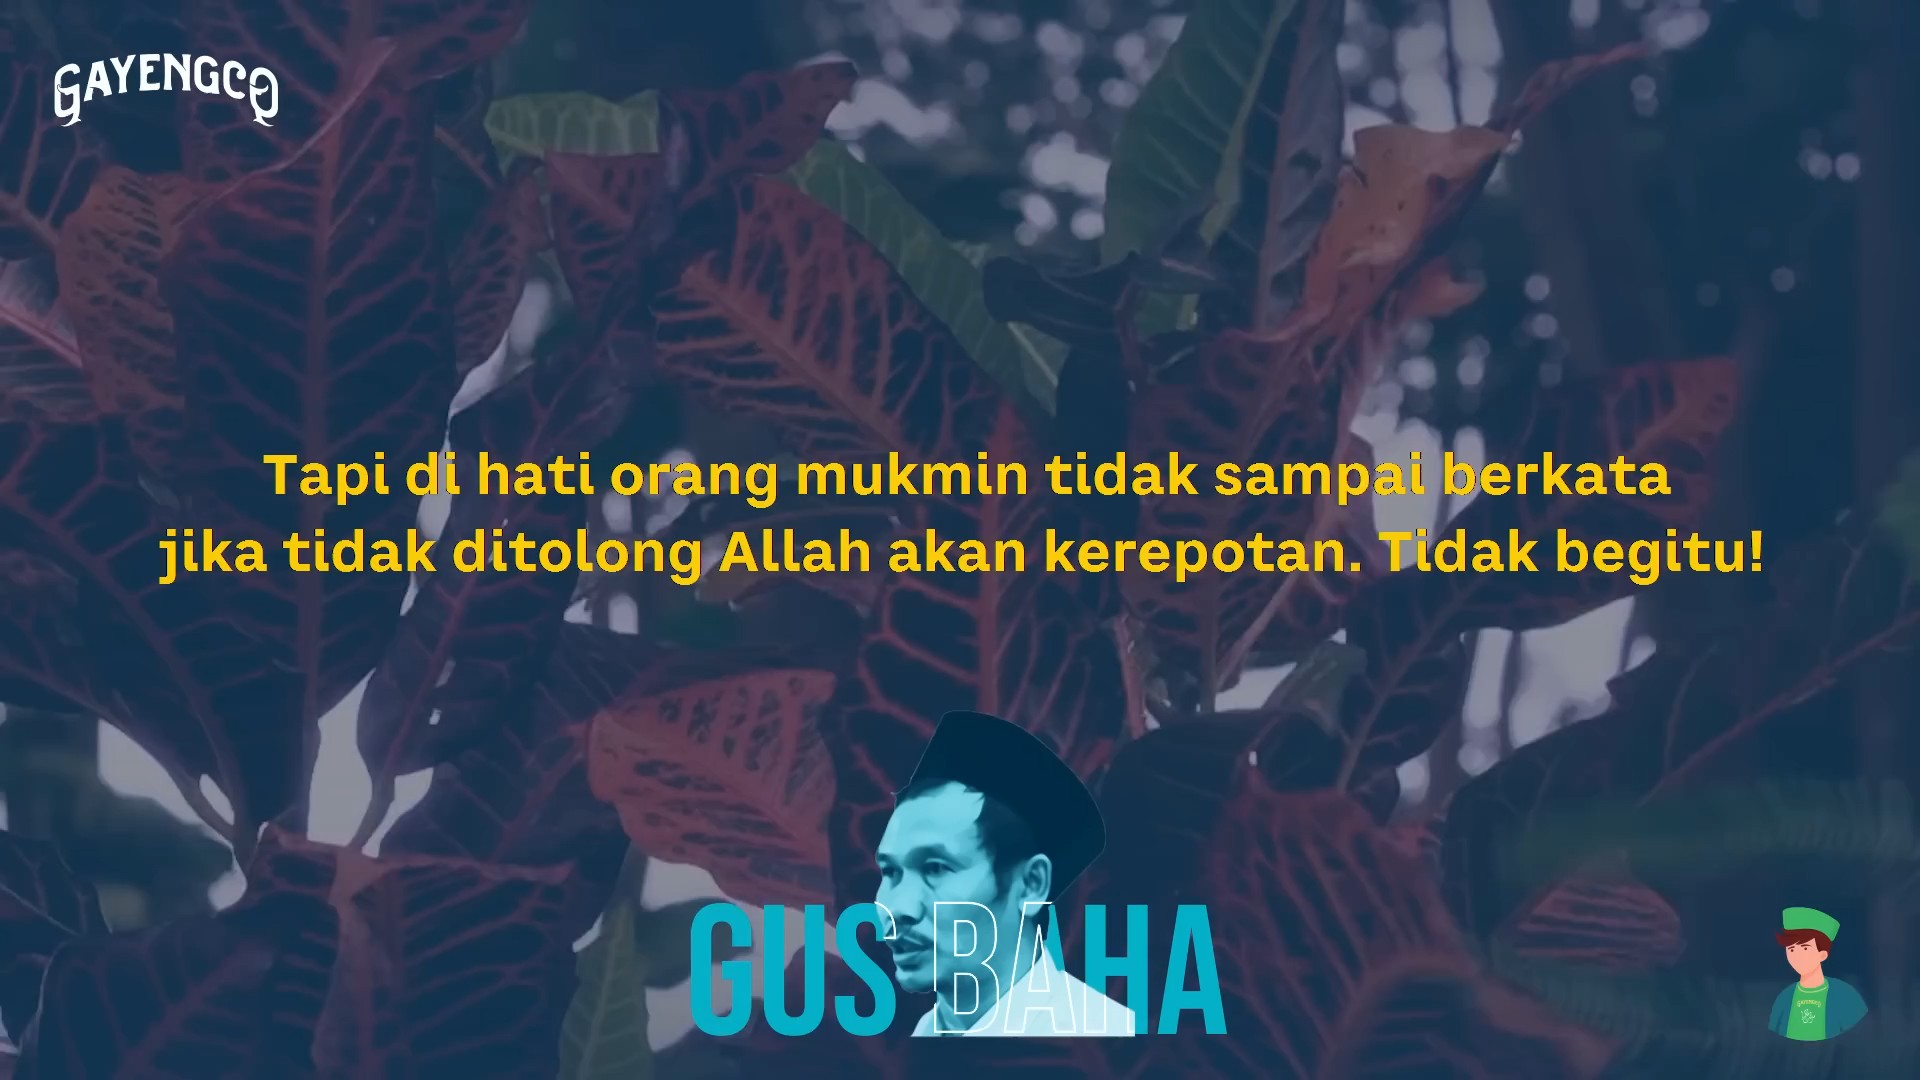 GAYENGCO
Tapi di hati orang mukmin tidak sampai berkata
jika tidak ditolong Allah akan kerepotan. Tidak begitu!
GUS BAHA